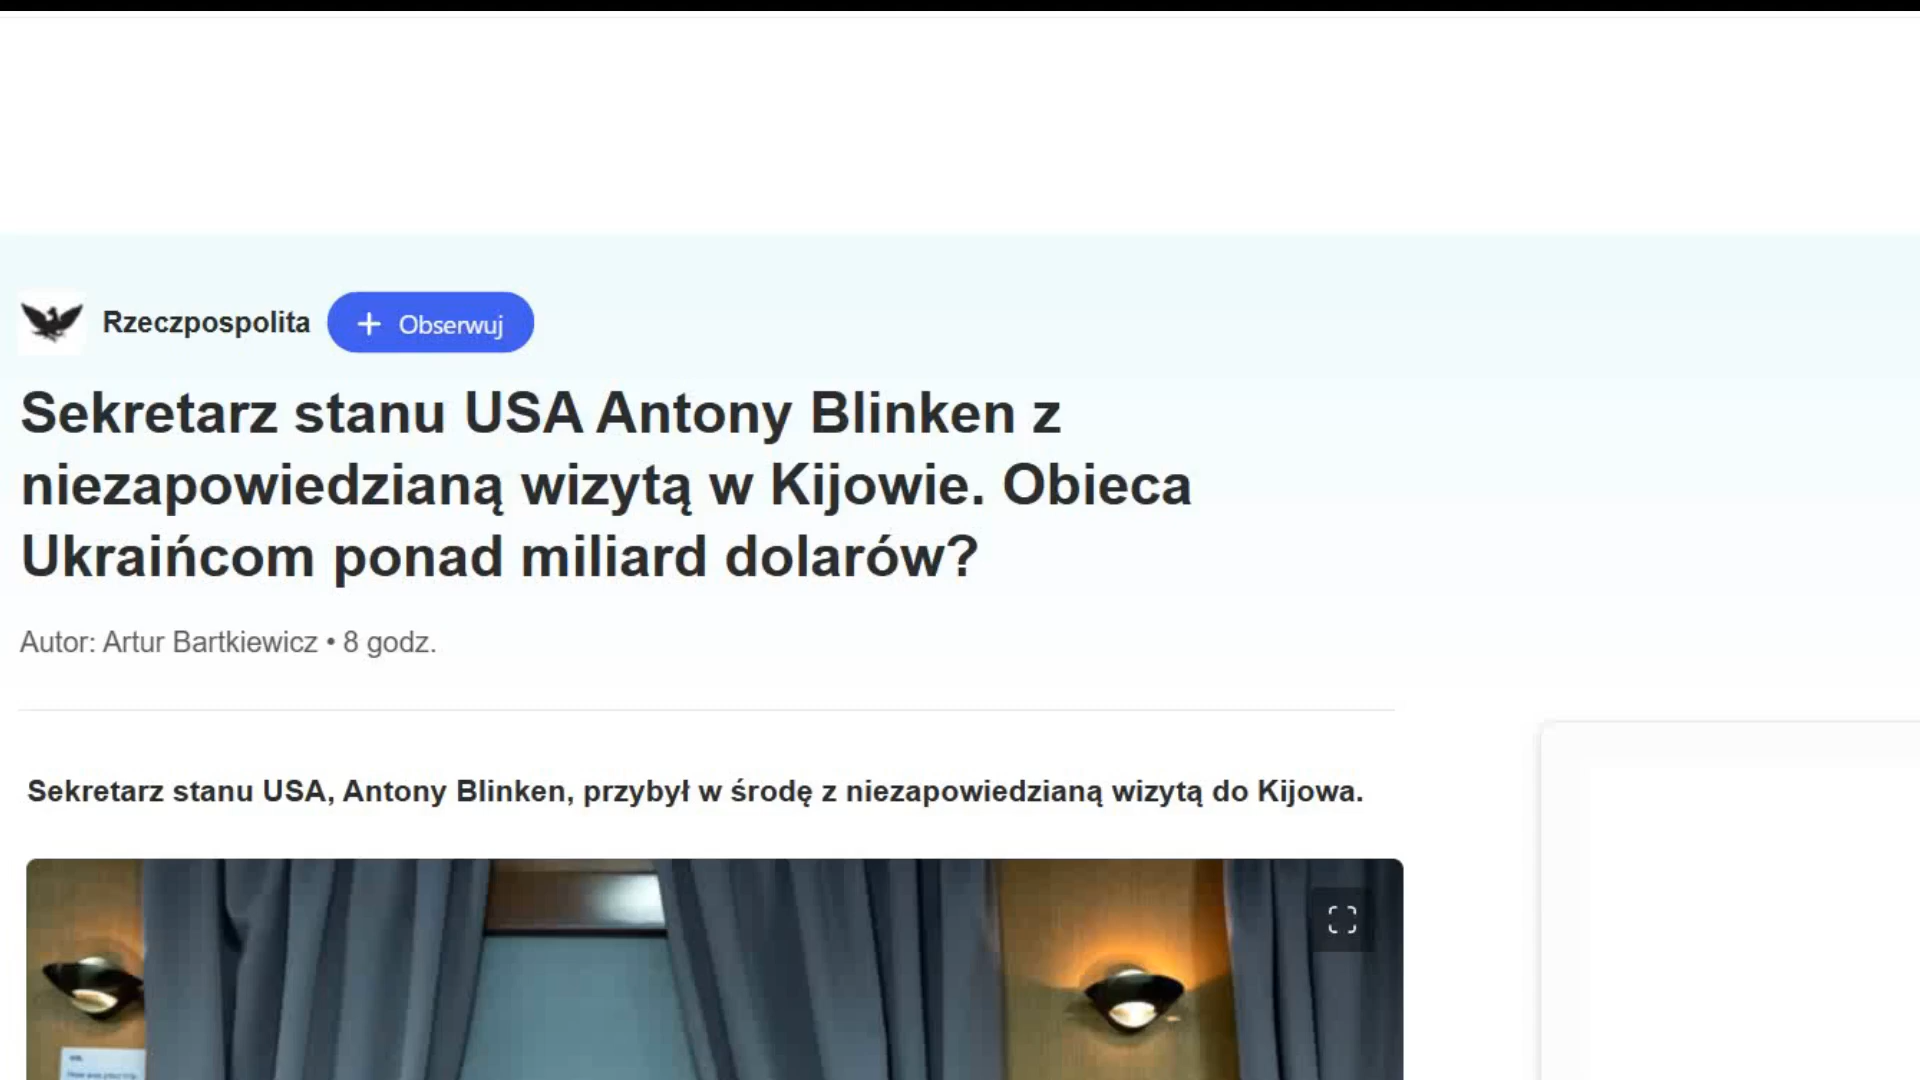 Rzeczpospolita + Obserwuj
Sekretarz stanu USA Antony Blinken z
niezapowiedzianą wizytą w Kijowie. Obieca
Ukraińcom ponad miliard dolarów?
Autor: Artur Bartkiewicz • 8 godz.
Sekretarz stanu USA, Antony Blinken, przybył w środę z niezapowiedzianą wizytą do Kijowa.